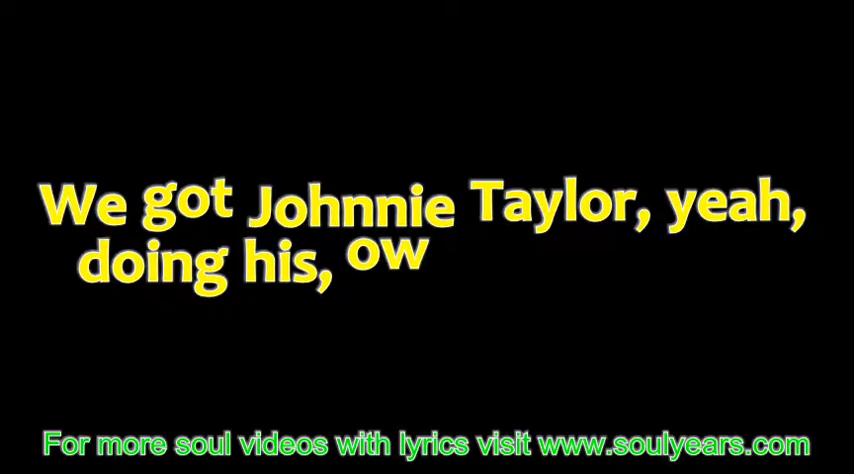 We got Johnnie Taylor, yeah,
doing his, ow
For more soul videos with lyrics visit www.soulyears.com